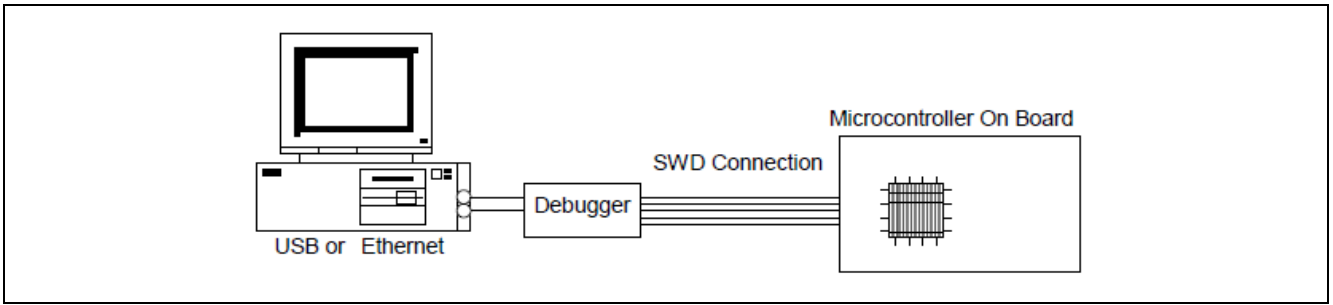 Microcontroller On Board
SWD Connection
Debugger
USB or Ethernet